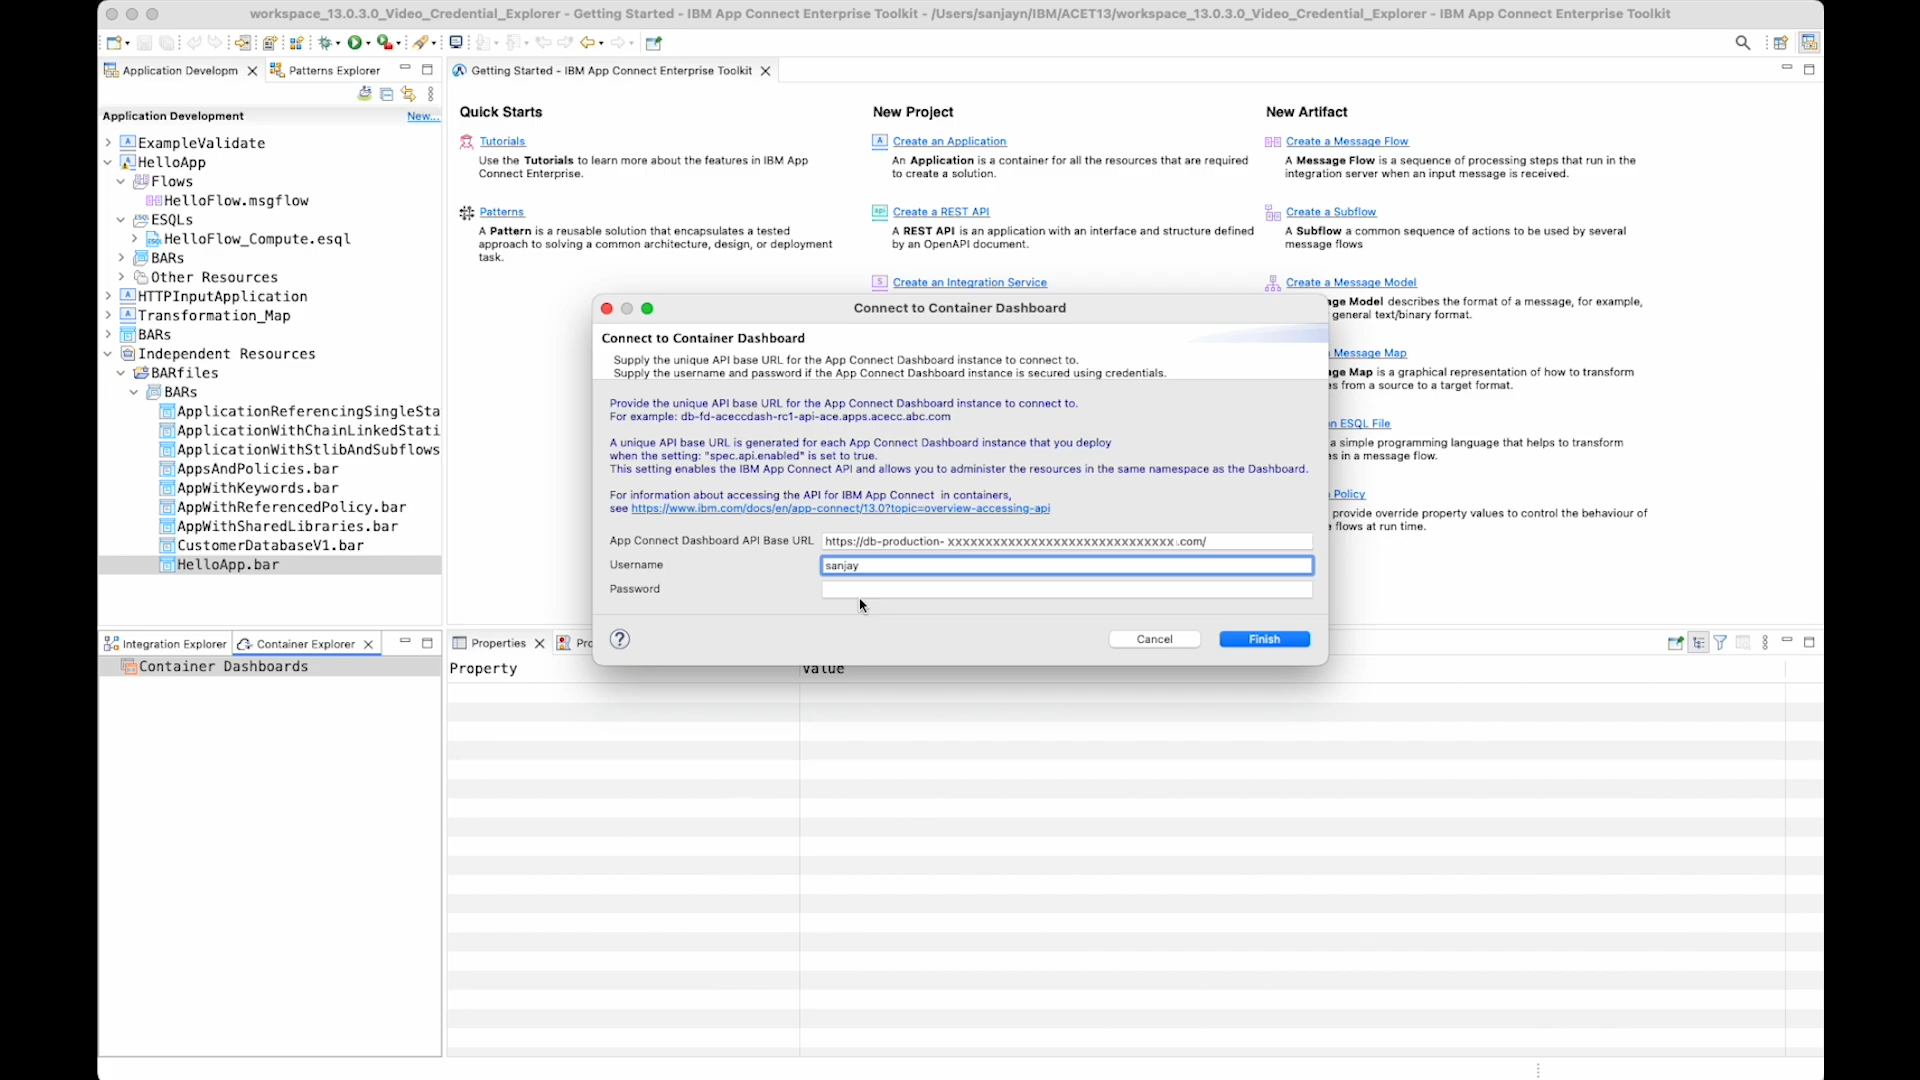 workspace_13.0.3.0_Video_Credential_Explorer - Getting Started - IBM App Connect Enterprise Toolkit - /Users/sanjayn/IBM/ACET13/workspace_13.0.3.0_Video_Credential_Explorer - IBM App Connect Enterprise Toolkit
Application Developm
Patterns Explorer
Getting Started - IBM App Connect Enterprise Toolkit
Application Development
New...
ExampleValidate
HelloApp
Flows
HelloFlow.msgflow
ESQLs
HelloFlow_Compute.esql
BARs
Other Resources
HTTPInputApplication
Transformation_Map
BARs
Independent Resources
BARfiles
BARs
ApplicationReferencingSingleSta
ApplicationWithChainLinkedStati
ApplicationWithStlibAndSubflows
AppsAndPolicies.bar
AppWithKeywords.bar
AppWithReferencedPolicy.bar
AppWithSharedLibraries.bar
CustomerDatabaseV1.bar
HelloApp.bar
Quick Starts
Tutorials
Use the Tutorials to learn more about the features in IBM App
Connect Enterprise.
Patterns
A Pattern is a reusable solution that encapsulates a tested
approach to solving a common architecture, design, or deployment
task.
New Project
Create an Application
An Application is a container for all the resources that are required
to create a solution.
Create a REST API
A REST API is an application with an interface and structure defined
by an OpenAPI document.
Create an Integration Service
New Artifact
Create a Message Flow
A Message Flow is a sequence of processing steps that run in the
integration server when an input message is received.
Create a Subflow
A Subflow a common sequence of actions to be used by several
message flows
Create a Message Model
ge Model describes the format of a message, for example,
general text/binary format.
Message Map
ge Map is a graphical representation of how to transform
es from a source to a target format.
n ESQL File
a simple programming language that helps to transform
es in a message flow.
Policy
provide override property values to control the behaviour of
flows at run time.
Connect to Container Dashboard
Connect to Container Dashboard
Supply the unique API base URL for the App Connect Dashboard instance to connect to.
Supply the username and password if the App Connect Dashboard instance is secured using credentials.
Provide the unique API base URL for the App Connect Dashboard instance to connect to.
For example: db-fd-aceccdash-rc1-api-ace.apps.acecc.abc.com
A unique API base URL is generated for each App Connect Dashboard instance that you deploy
when the setting: "spec.api.enabled" is set to true.
This setting enables the IBM App Connect API and allows you to administer the resources in the same namespace as the Dashboard.
For information about accessing the API for IBM App Connect in containers,
see https://www.ibm.com/docs/en/app-connect/13.0?topic=overview-accessing-api
App Connect Dashboard API Base URL https://db-production- xxxxxxxxxxxxxxxxxxxxxxxxxxxxxx .com/
Username sanjay
Password
Cancel
Finish
Integration Explorer
Container Explorer
Container Dashboards
Properties
Pro
Property
Value